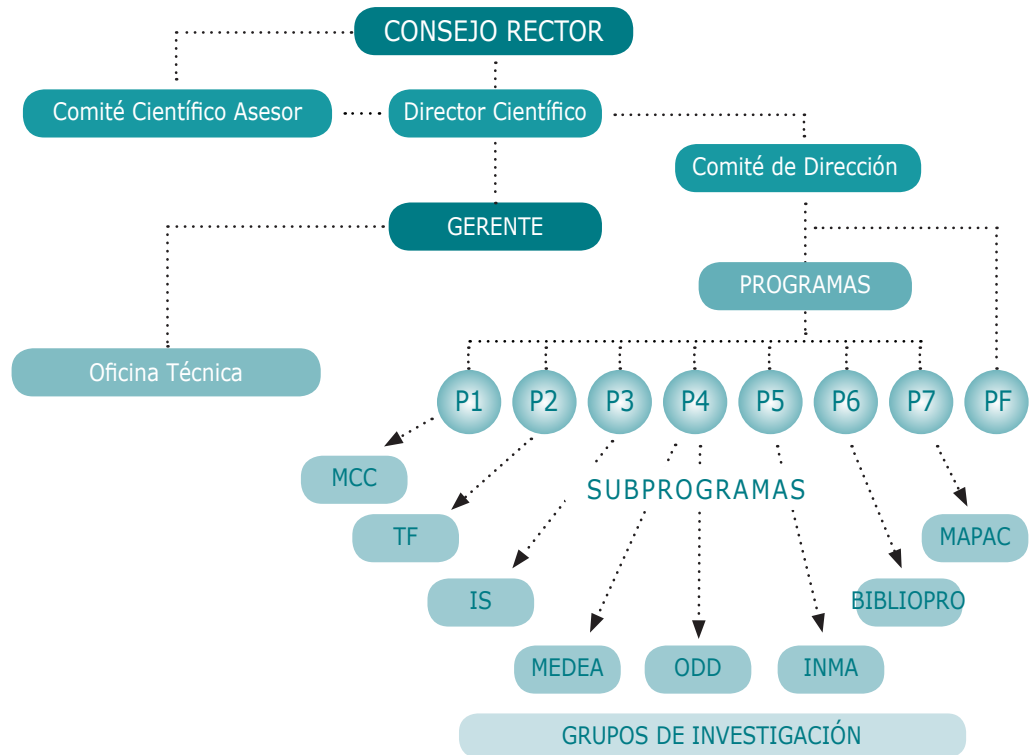 CONSEJO RECTOR
Comité Científico Asesor
Director Científico
Comité de Dirección
GERENTE
PROGRAMAS
Oficina Técnica
P1 P2 P3 P4 P5 P6 P7 PF
MCC
SUBPROGRAMAS
TF
MAPAC
IS
BIBLIOPRO
MEDEA
ODD
INMA
GRUPOS DE INVESTIGACIÓN